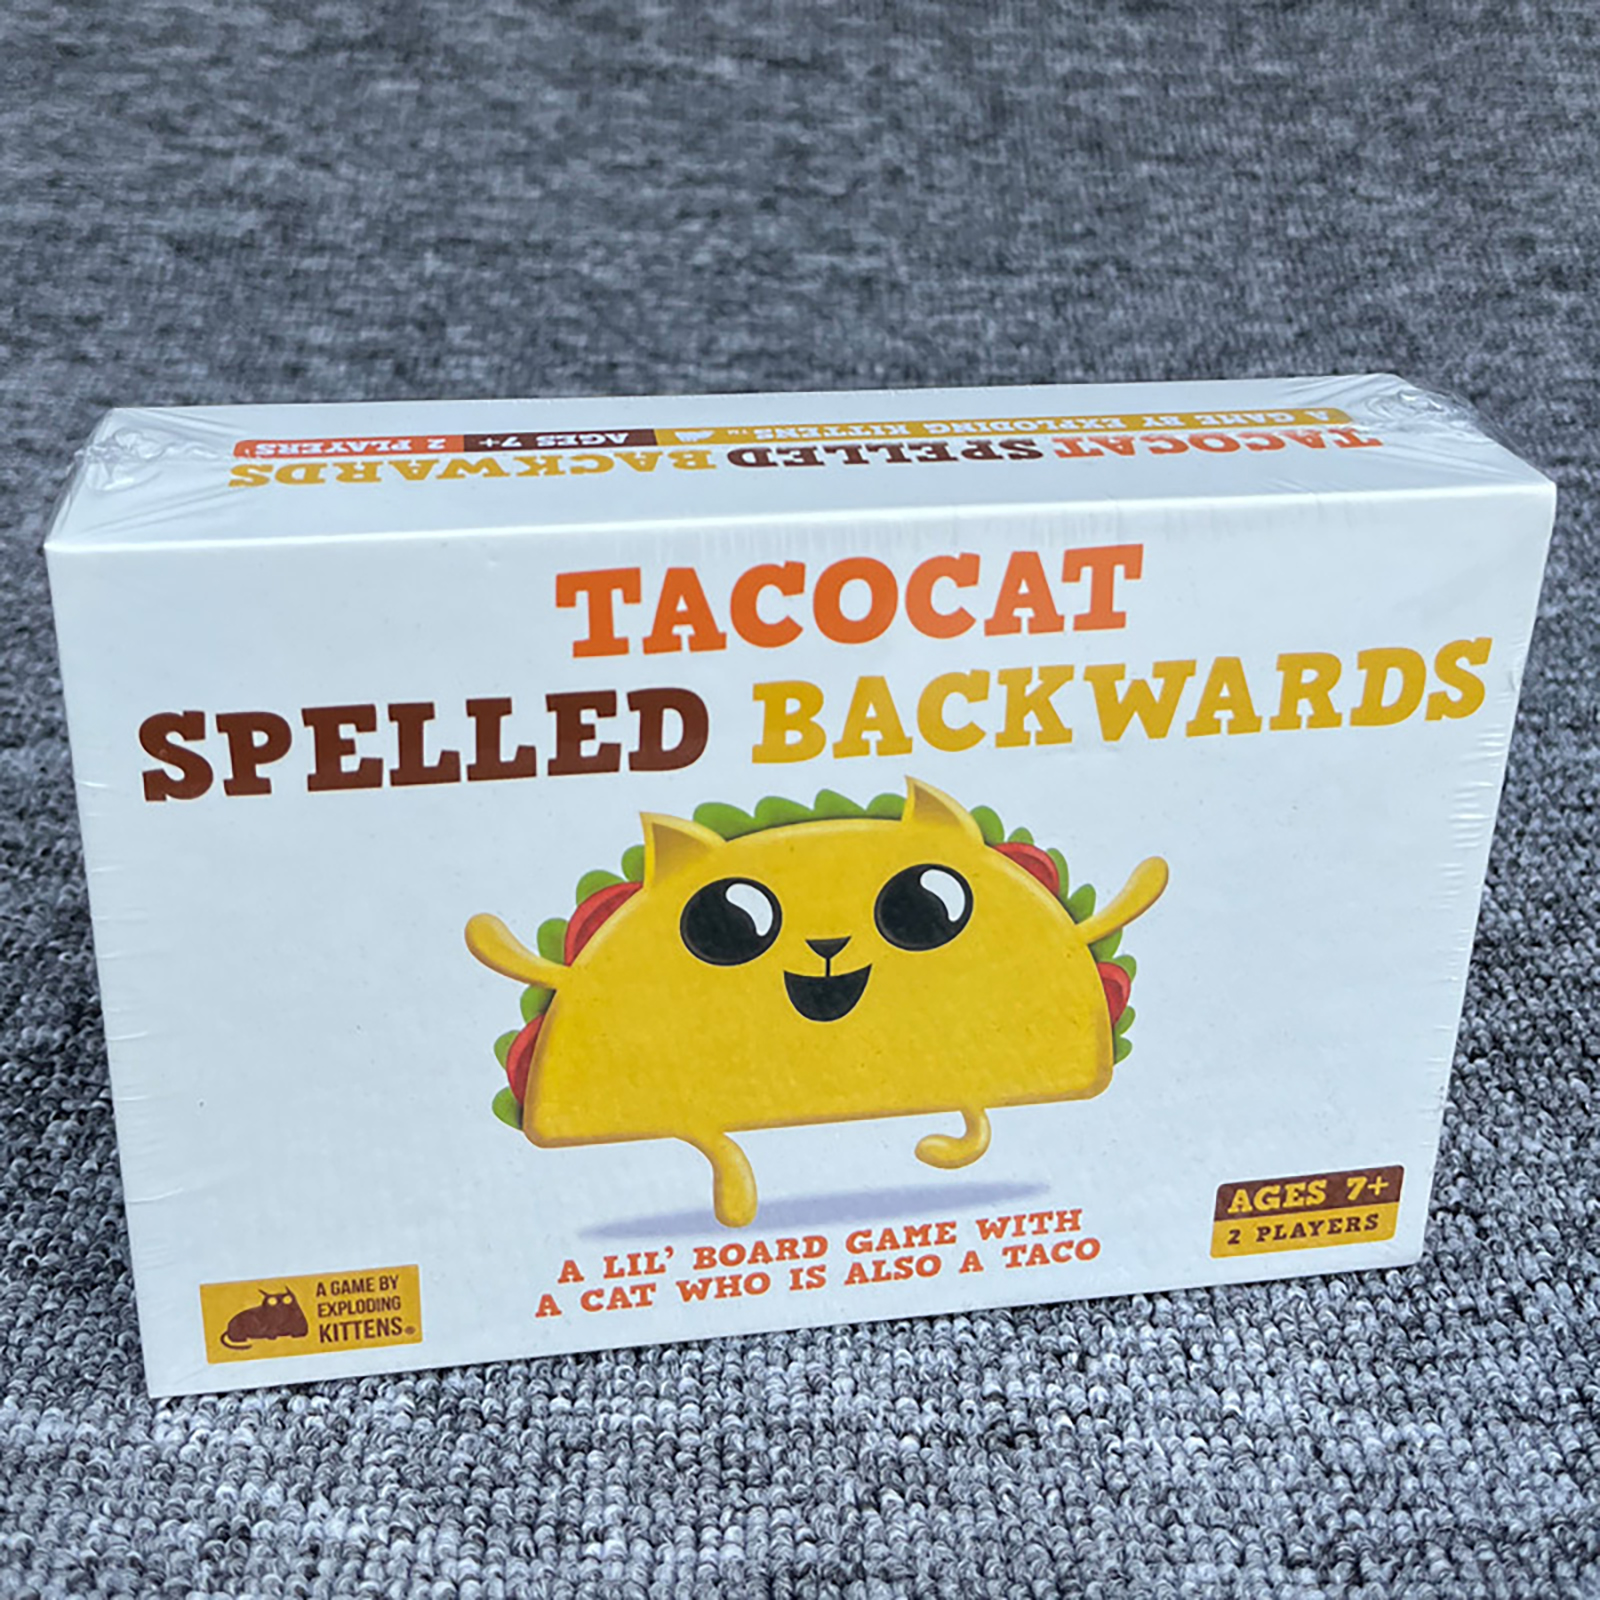 A GAME BY EXPLODING KITTENS™ AGES 7+ 2 PLAYERS
TACOCAT SPELLED BACKWARDS
TACOCAT
SPELLED BACKWARDS
A LIL' BOARD GAME WITH
A CAT WHO IS ALSO A TACO
AGES 7+
2 PLAYERS
A GAME BY
EXPLODING
KITTENS®